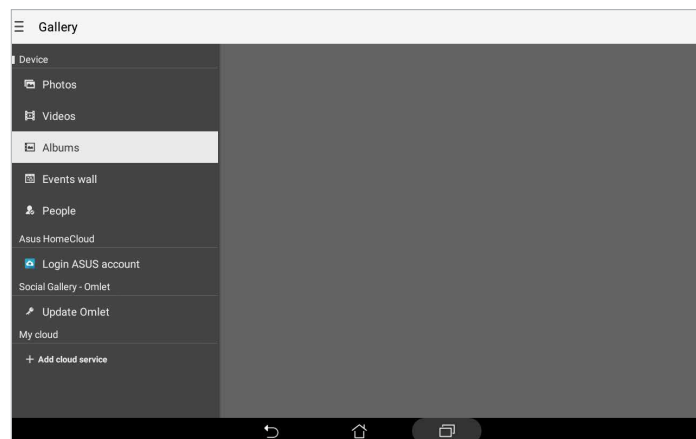 Gallery
Device
Photos
Videos
Albums
Events wall
People
Asus HomeCloud
Login ASUS account
Social Gallery - Omlet
Update Omlet
My cloud
+ Add cloud service